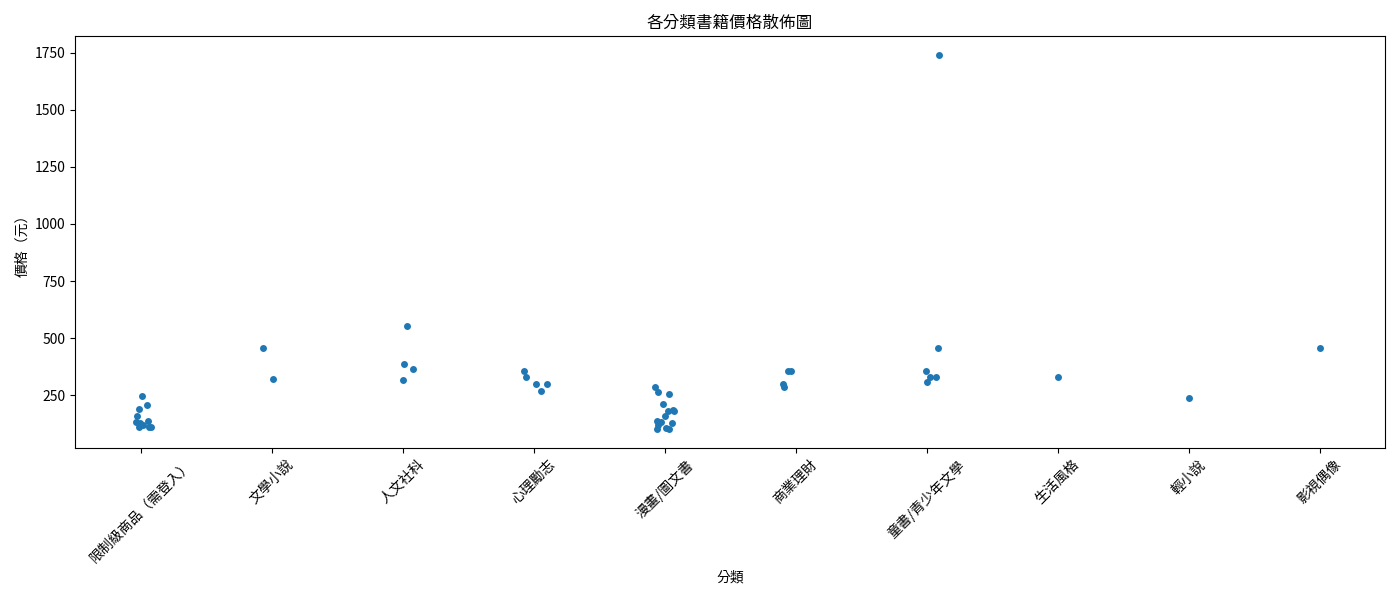 各分類書籍價格散佈圖
價格（元）
1750
1500
1250
1000
750
500
250
限制級商品（需登入）
文學小說
人文社科
心理勵志
漫畫/圖文書
商業理財
童書/青少年文學
生活風格
輕小說
影視偶像
分類